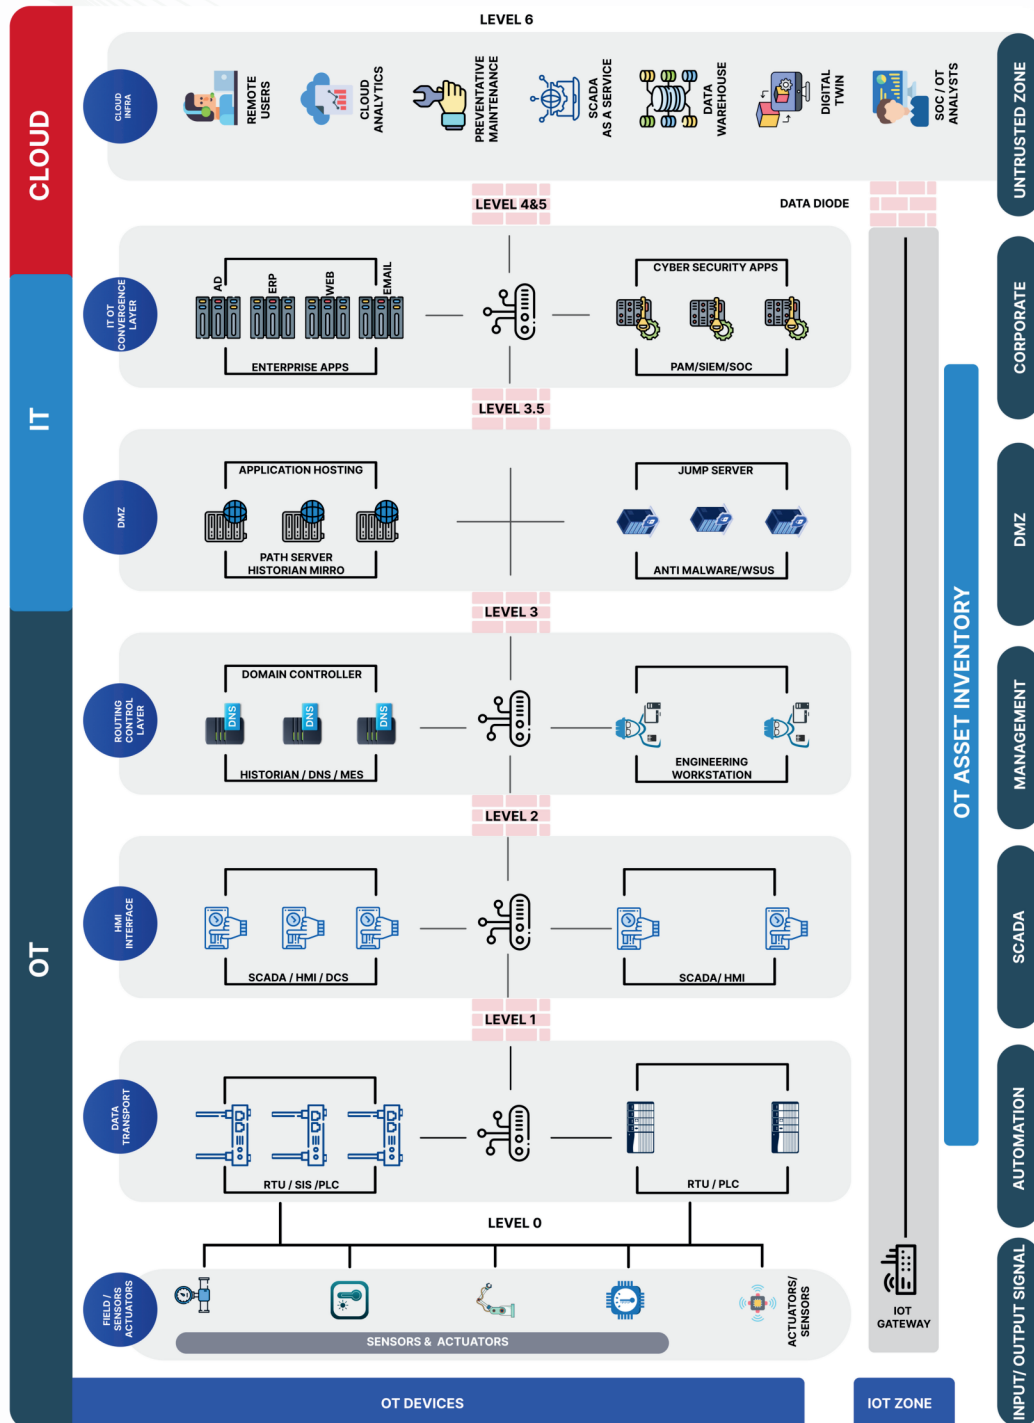 LEVEL 6
CLOUD
CLOUD
INFRA
REMOTE
USERS
CLOUD
ANALYTICS
PREVENTATIVE
MAINTENANCE
SCADA
AS A SERVICE
DATA
WAREHOUSE
DIGITAL
TWIN
SOC / OT
ANALYSTS
UNTRUSTED ZONE
LEVEL 4&5
DATA DIODE
IT
IT OT
CONVERGENCE
LAYER
AD
ERP
WEB
EMAIL
ENTERPRISE APPS
CYBER SECURITY APPS
PAM/SIEM/SOC
CORPORATE
LEVEL 3.5
DMZ
APPLICATION HOSTING
PATH SERVER
HISTORIAN MIRRO
JUMP SERVER
ANTI MALWARE/WSUS
DMZ
LEVEL 3
OT
ROUTING
CONTROL
LAYER
DOMAIN CONTROLLER
DNS
DNS
DNS
HISTORIAN / DNS / MES
ENGINEERING
WORKSTATION
OT ASSET INVENTORY
MANAGEMENT
LEVEL 2
HMI
INTERFACE
SCADA / HMI / DCS
SCADA/ HMI
SCADA
LEVEL 1
DATA
TRANSPORT
RTU / SIS /PLC
RTU / PLC
AUTOMATION
LEVEL 0
FIELD /
SENSORS
ACTUATORS
SENSORS & ACTUATORS
ACTUATORS/
SENSORS
IOT
GATEWAY
INPUT/ OUTPUT SIGNAL
OT DEVICES
IOT ZONE